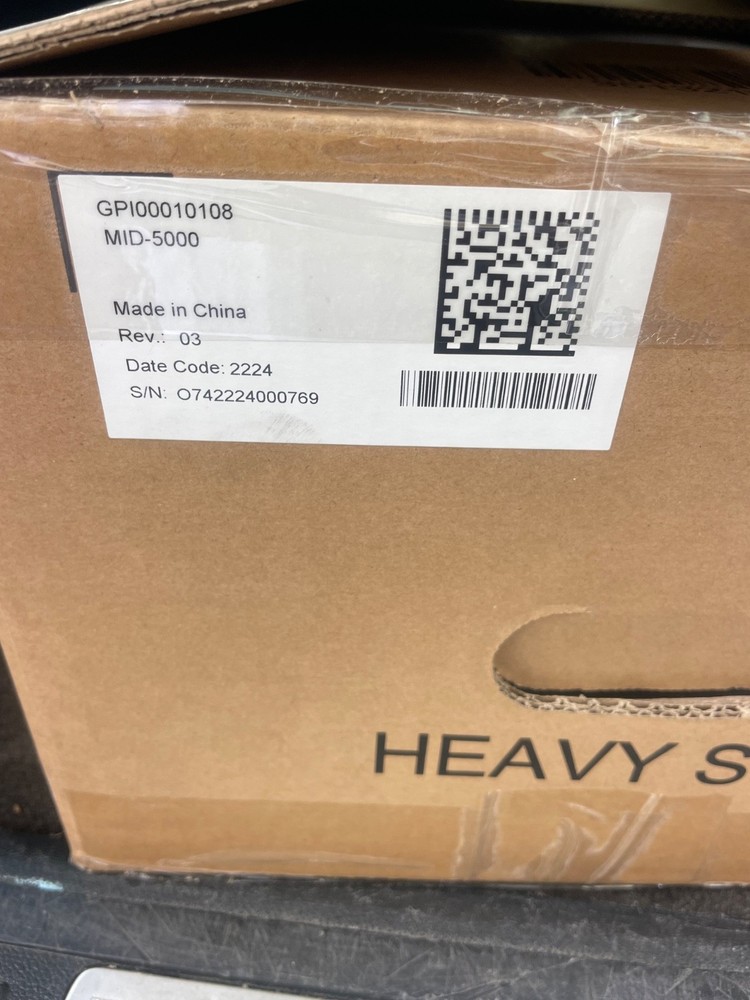 GPI00010108
MID-5000
Made in China
Rev.: 03
Date Code: 2224
S/N: O742224000769
HEAVY S